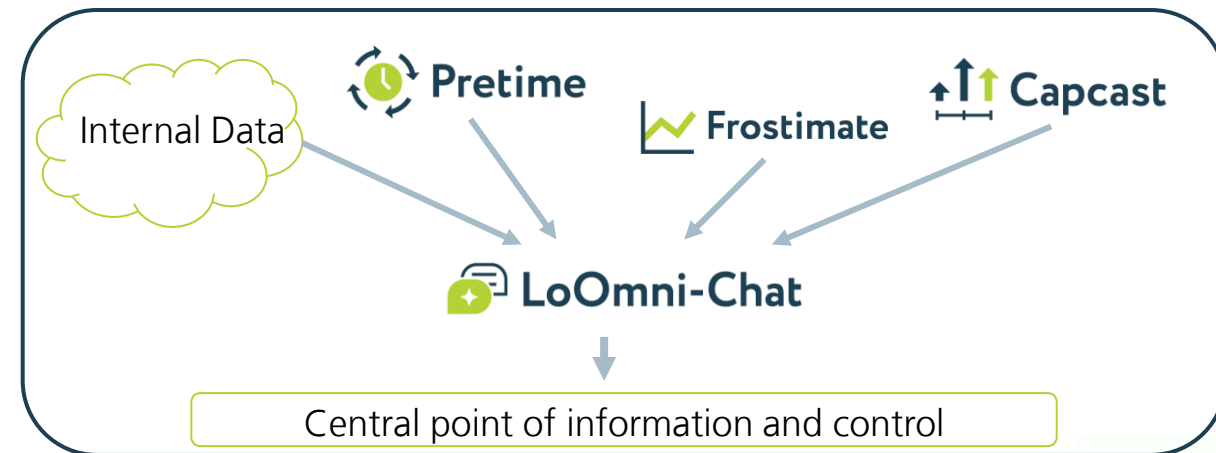 Internal Data
Pretime
Frostimate
Capcast
LoOmni-Chat
Central point of information and control